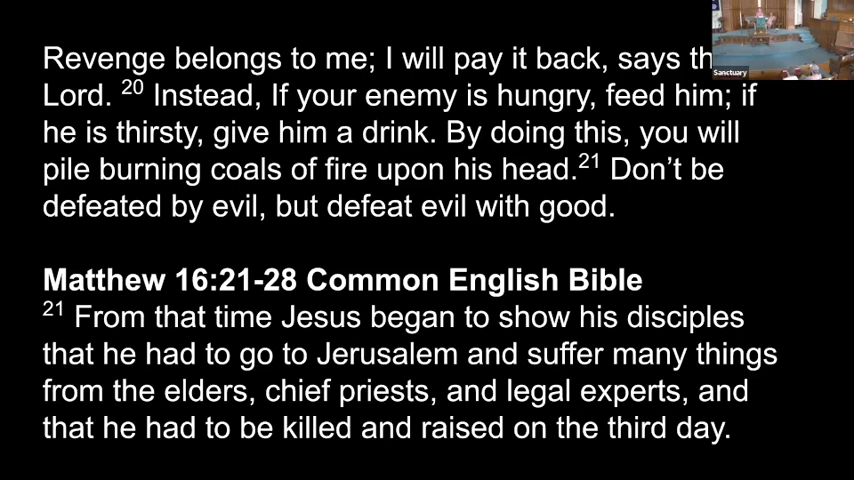 Revenge belongs to me; I will pay it back, says th
Lord. 20 Instead, If your enemy is hungry, feed him; if
he is thirsty, give him a drink. By doing this, you will
pile burning coals of fire upon his head.21 Don’t be
defeated by evil, but defeat evil with good.
Matthew 16:21-28 Common English Bible
21 From that time Jesus began to show his disciples
that he had to go to Jerusalem and suffer many things
from the elders, chief priests, and legal experts, and
that he had to be killed and raised on the third day.
Sanctuary